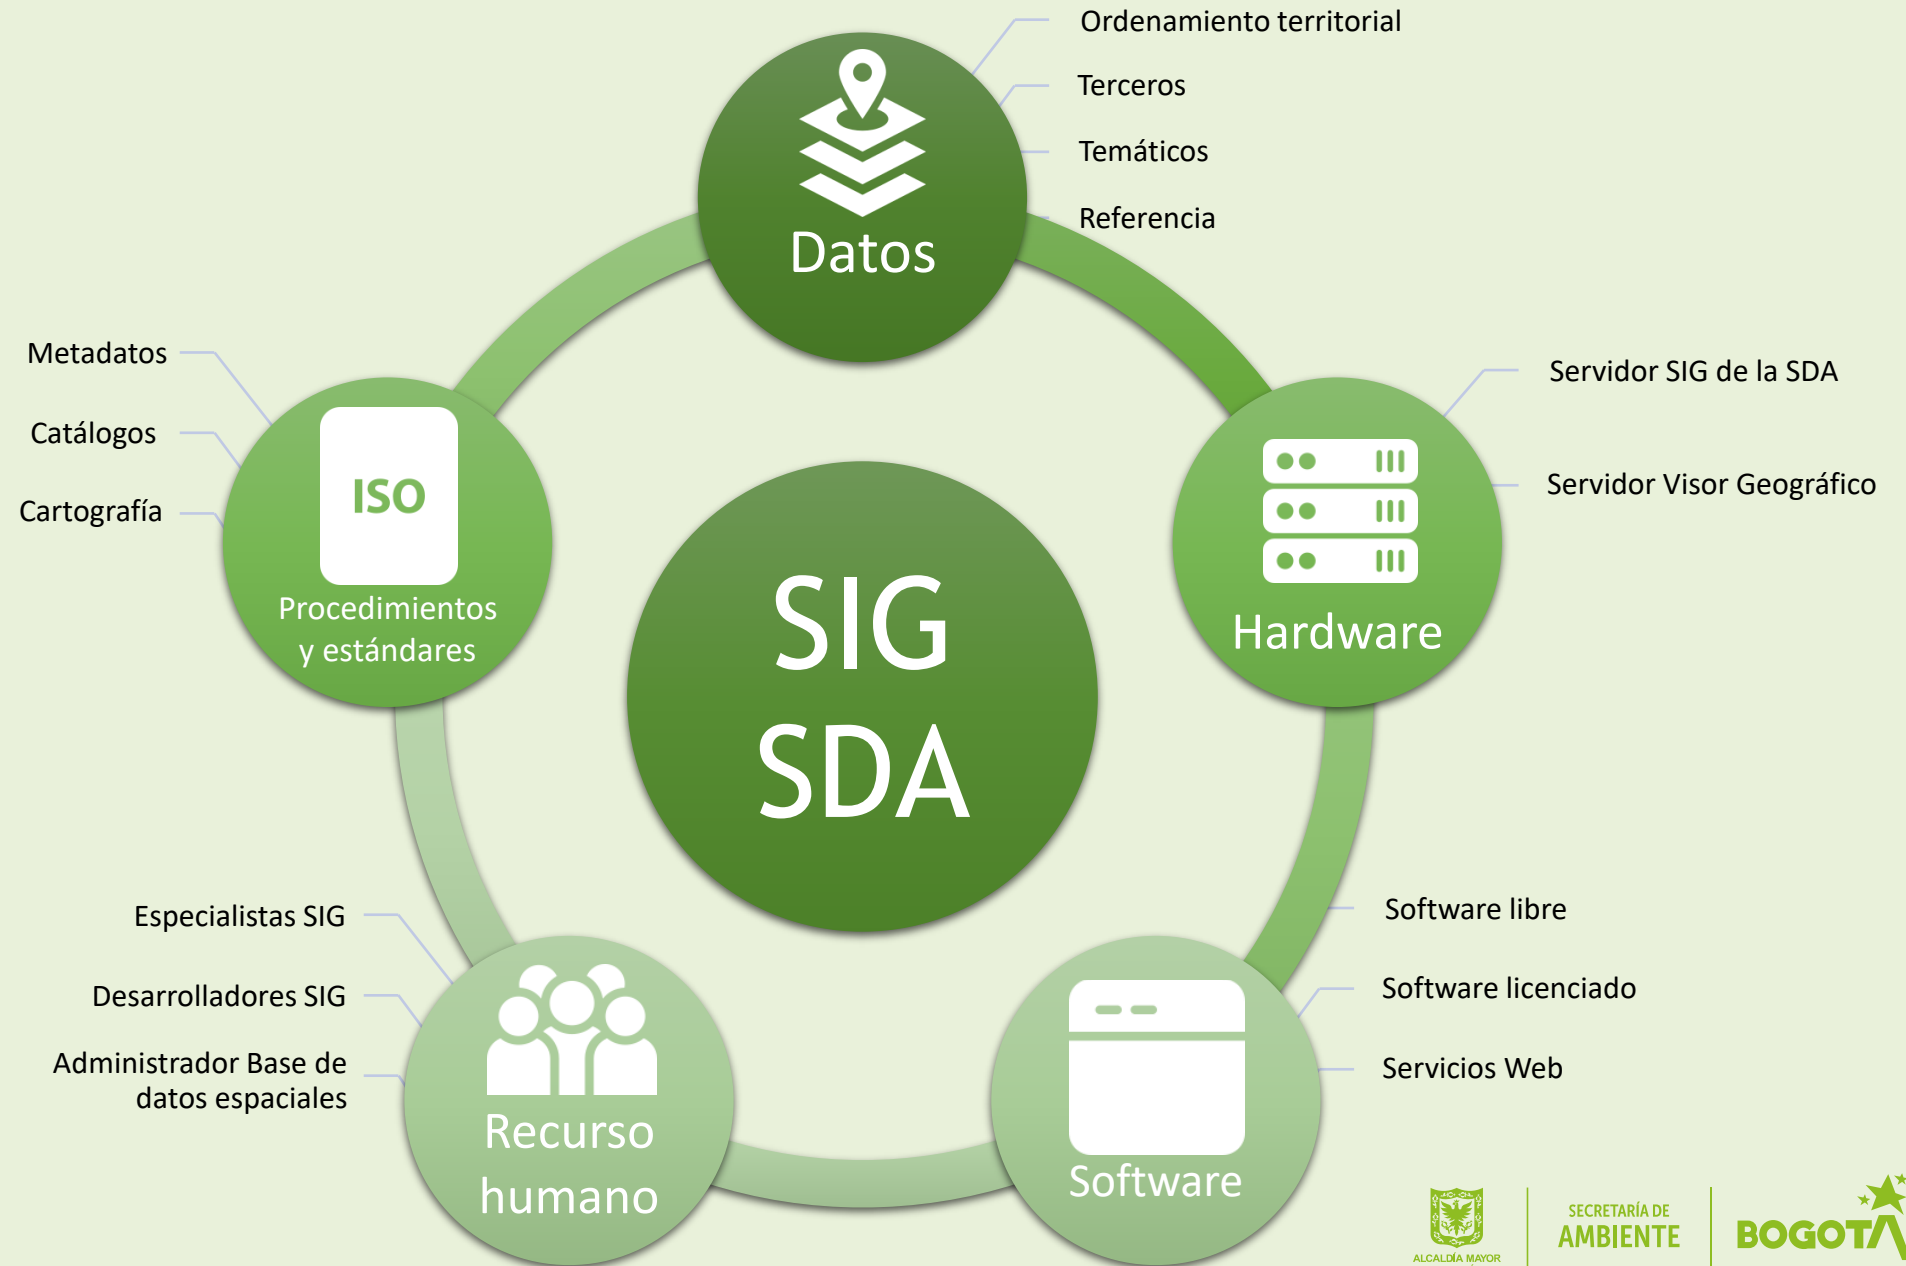 Ordenamiento territorial
Terceros
Temáticos
Referencia
Datos
Metadatos
Catálogos
Cartografía
ISO
Procedimientos
y estándares
Servidor SIG de la SDA
Servidor Visor Geográfico
Hardware
SIG
SDA
Especialistas SIG
Desarrolladores SIG
Administrador Base de
datos espaciales
Recurso
humano
Software libre
Software licenciado
Servicios Web
Software
ALCALDÍA MAYOR
SECRETARÍA DE
AMBIENTE
BOGOTÁ